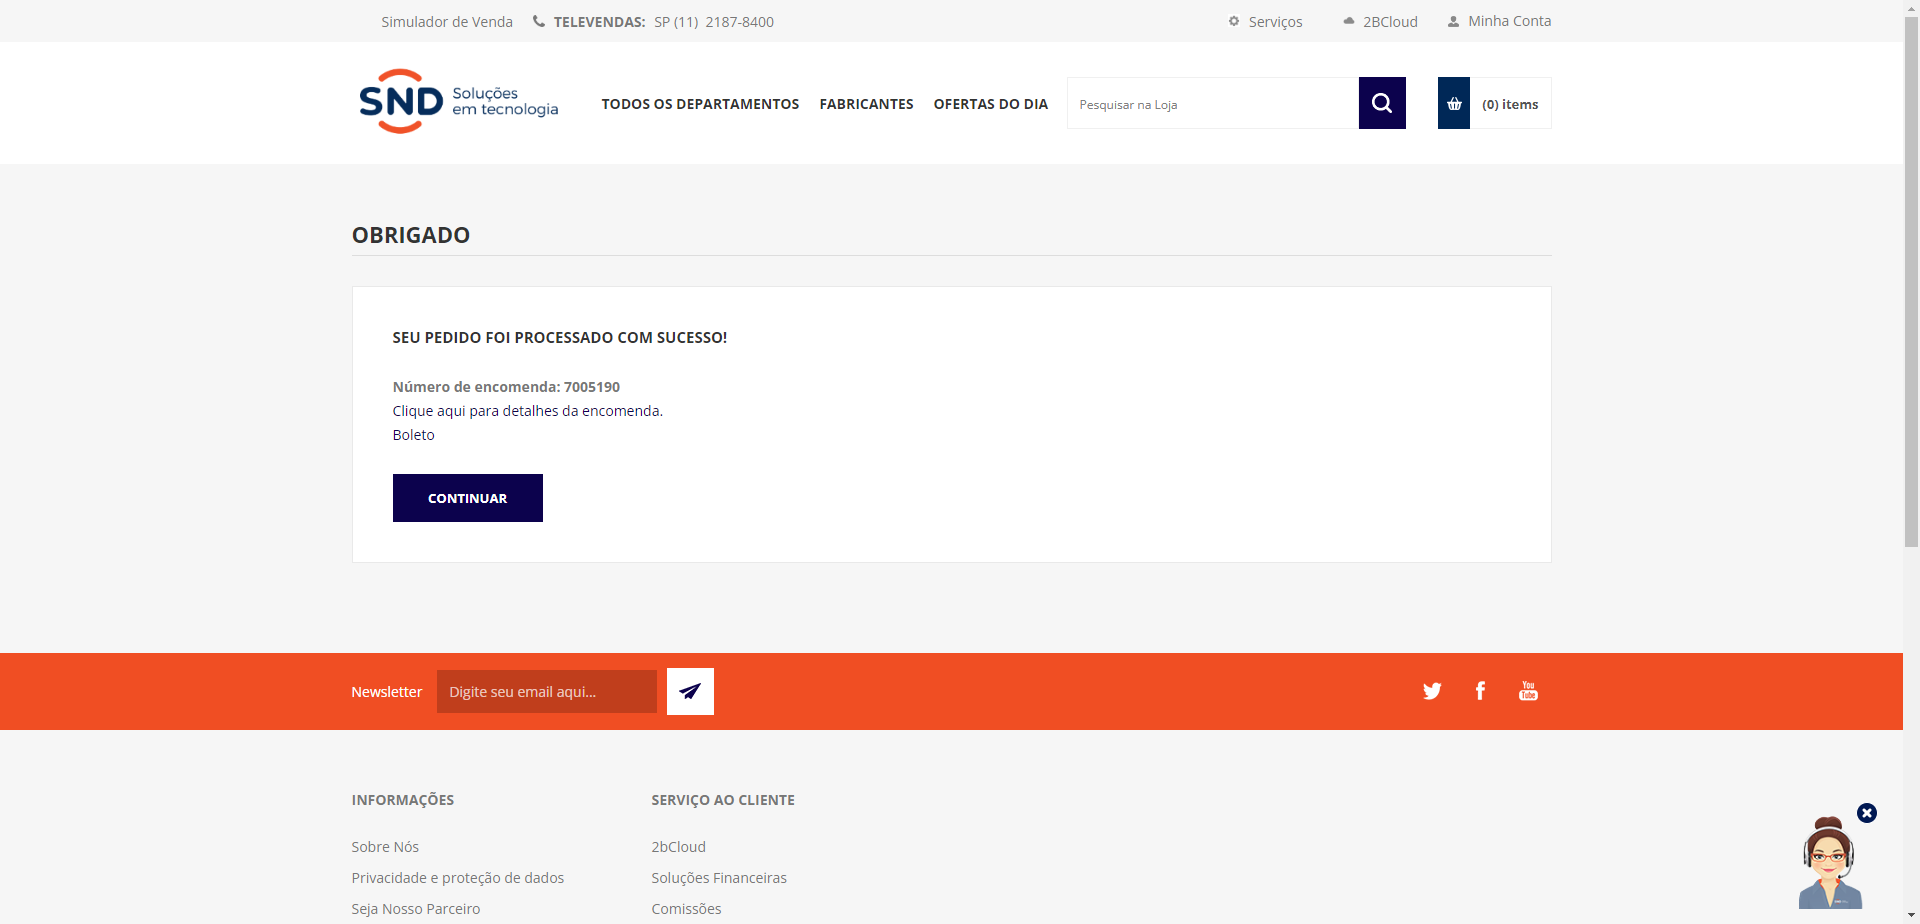 Simulador de Venda TELEVENDAS: SP (11) 2187-8400 Serviços 2BCloud Minha Conta
SND Soluções
em tecnologia
TODOS OS DEPARTAMENTOS FABRICANTES OFERTAS DO DIA Pesquisar na Loja (0) items
OBRIGADO
SEU PEDIDO FOI PROCESSADO COM SUCESSO!
Número de encomenda: 7005190
Clique aqui para detalhes da encomenda.
Boleto
CONTINUAR
Newsletter Digite seu email aqui... You Tube
INFORMAÇÕES
Sobre Nós
Privacidade e proteção de dados
Seja Nosso Parceiro
SERVIÇO AO CLIENTE
2bCloud
Soluções Financeiras
Comissões